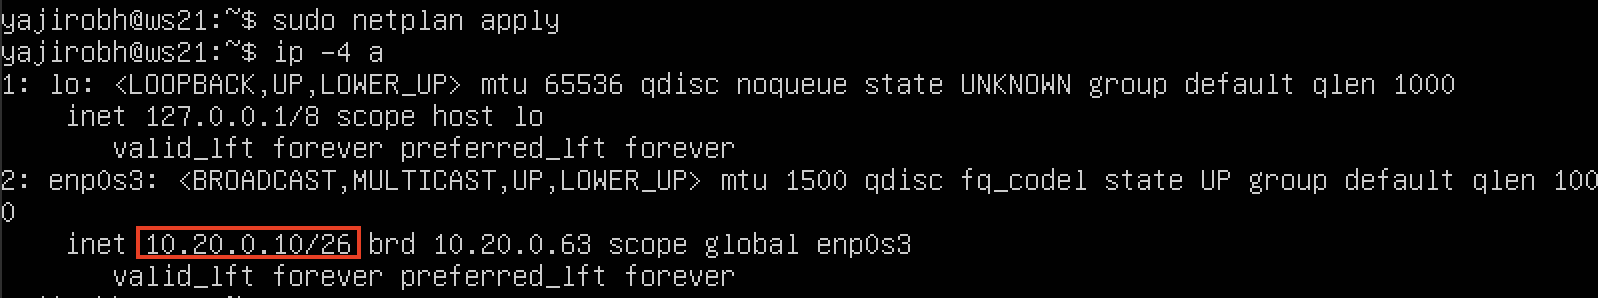 yajirobh@ws21:~$ sudo netplan apply
yajirobh@ws21:~$ ip -4 a
1: lo: <LOOPBACK,UP,LOWER_UP> mtu 65536 qdisc noqueue state UNKNOWN group default qlen 1000
    inet 127.0.0.1/8 scope host lo
       valid_lft forever preferred_lft forever
2: enp0s3: <BROADCAST,MULTICAST,UP,LOWER_UP> mtu 1500 qdisc fq_codel state UP group default qlen 100
0
    inet 10.20.0.10/26 brd 10.20.0.63 scope global enp0s3
       valid_lft forever preferred_lft forever